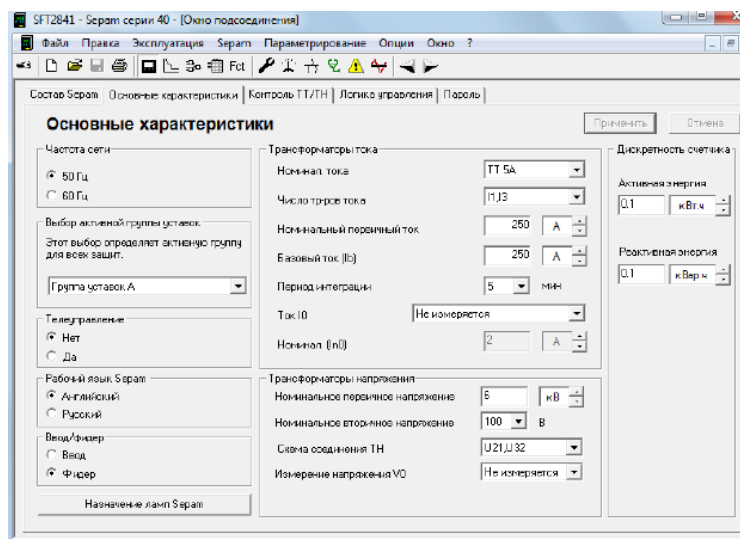 SFT2841 - Sepam серии 40 - [Окно подсоединения]
Файл Правка Эксплуатация Sepam Параметрирование Опции Окно ?
Fct
Состав Sepam Основные характеристики Контроль ТТ/ТН Логика управления Пароль
Основные характеристики
Применить Отмена
Частота сети
50 Гц
60 Гц
Выбор активной группы уставок
Этот выбор определяет активную группу
для всех защит.
Группа уставок A
Телеуправление
Нет
Да
Рабочий язык Sepam
Английский
Русский
Ввод/фидер
Ввод
Фидер
Назначение ламп Sepam
Трансформаторы тока
Номинал. тока ТТ 5А
Число тр-ров тока I1,I3
Номинальный первичный ток 250 А
Базовый ток (Ib) 250 А
Период интеграции 5 мин
Ток I0 Не измеряется
Номинал. (In0) 2 А
Трансформаторы напряжения
Номинальное первичное напряжение 6 кВ
Номинальное вторичное напряжение 100 В
Схема соединения ТН U21,U32
Измерение напряжения V0 Не измеряется
Дискретность счетчика
Активная энергия
0.1 кВт.ч
Реактивная энергия
0.1 кВар.ч